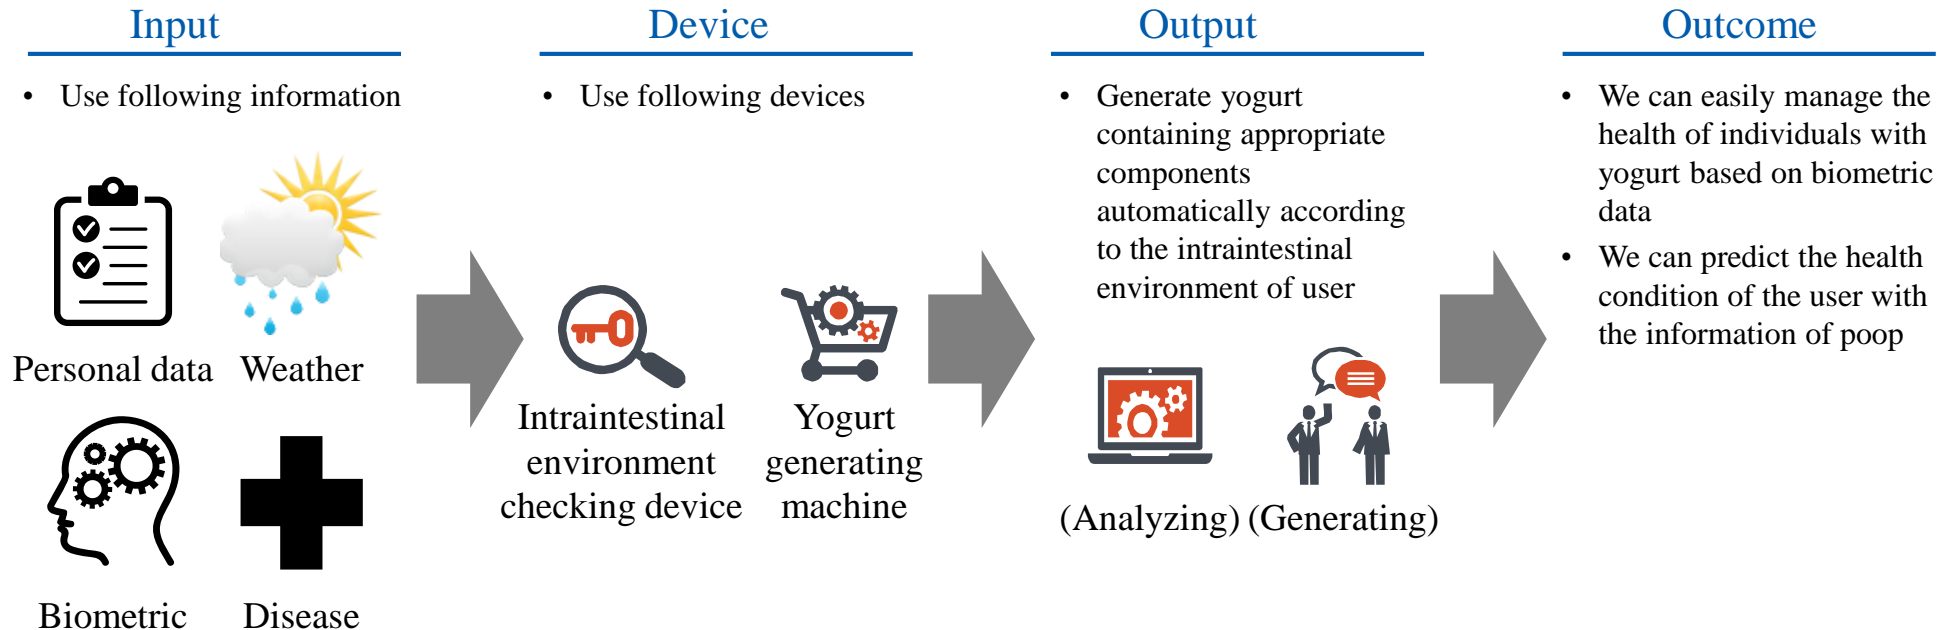 Input
• Use following information
Personal data
Weather
Biometric
Disease
Device
• Use following devices
Intraintestinal
environment
checking device
Yogurt
generating
machine
Output
• Generate yogurt
containing appropriate
components
automatically according
to the intraintestinal
environment of user
(Analyzing)
(Generating)
Outcome
• We can easily manage the
health of individuals with
yogurt based on biometric
data
• We can predict the health
condition of the user with
the information of poop